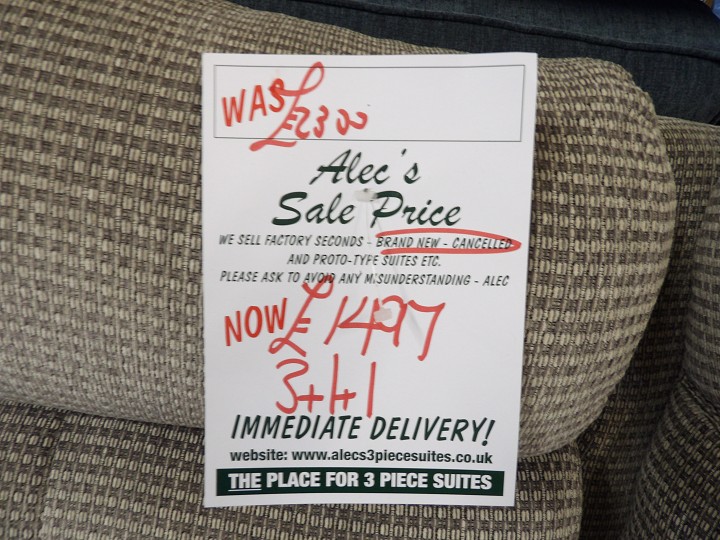 WAS £2300
Alec's
Sale Price
WE SELL FACTORY SECONDS - BRAND NEW - CANCELLED
AND PROTO-TYPE SUITES ETC.
PLEASE ASK TO AVOID ANY MISUNDERSTANDING - ALEC
NOW £1497
3+1+1
IMMEDIATE DELIVERY!
website: www.alecs3piecesuites.co.uk
THE PLACE FOR 3 PIECE SUITES